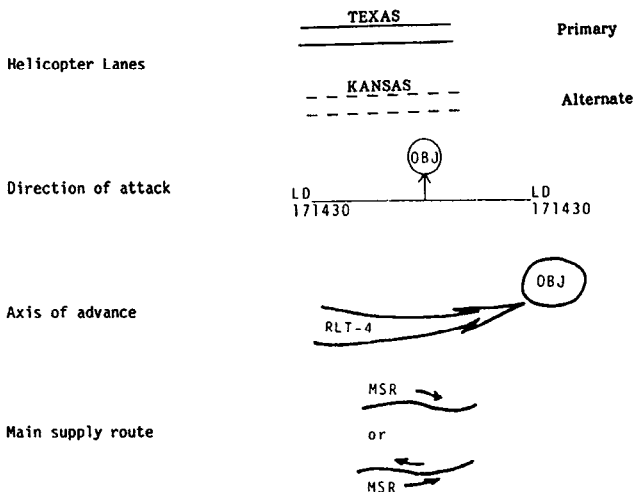 TEXAS
Primary
Helicopter Lanes
KANSAS
Alternate
OBJ
Direction of attack
LD
LD
171430
171430
OBJ
Axis of advance
RLT-4
MSR
Main supply route
or
MSR